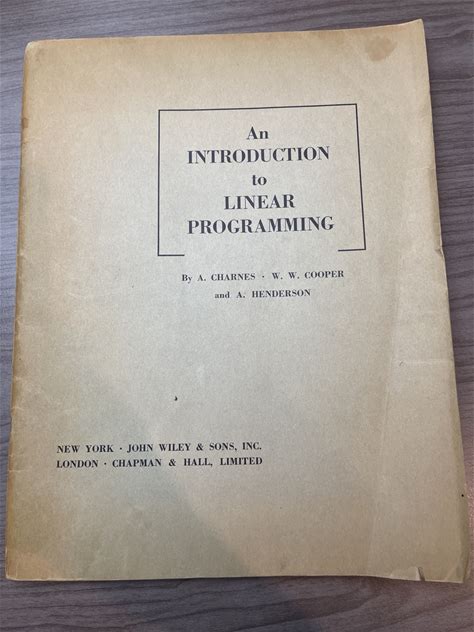 An
INTRODUCTION
to
LINEAR
PROGRAMMING
By A. CHARNES · W. W. COOPER
and A. HENDERSON
NEW YORK · JOHN WILEY & SONS, INC.
LONDON · CHAPMAN & HALL, LIMITED